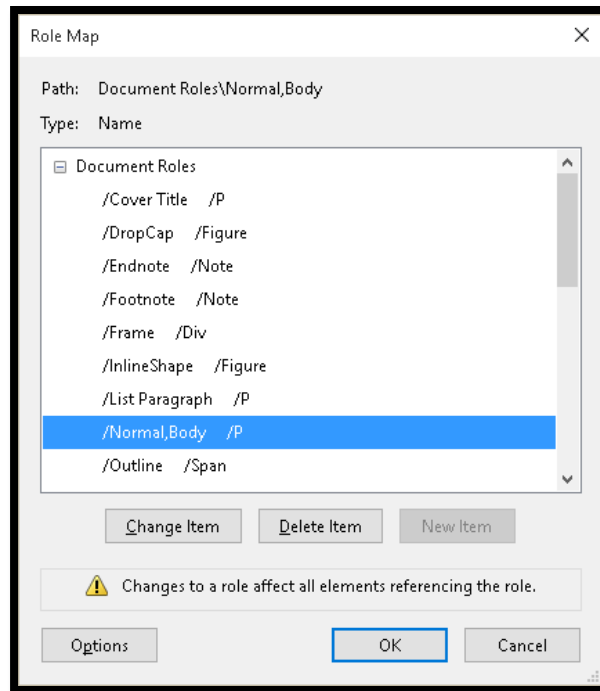 Role Map
Path: Document Roles\Normal,Body
Type: Name
Document Roles
/Cover Title /P
/DropCap /Figure
/Endnote /Note
/Footnote /Note
/Frame /Div
/InlineShape /Figure
/List Paragraph /P
/Normal,Body /P
/Outline /Span
Change Item Delete Item New Item
Changes to a role affect all elements referencing the role.
Options OK Cancel